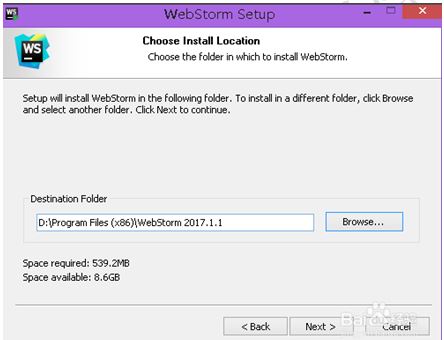 WS
WebStorm Setup
WS
Choose Install Location
Choose the folder in which to install WebStorm.
Setup will install WebStorm in the following folder. To install in a different folder, click Browse
and select another folder. Click Next to continue.
Destination Folder
D:\Program Files (x86)\WebStorm 2017.1.1
Browse...
Space required: 539.2MB
Space available: 8.6GB
< Back
Next >
Cancel